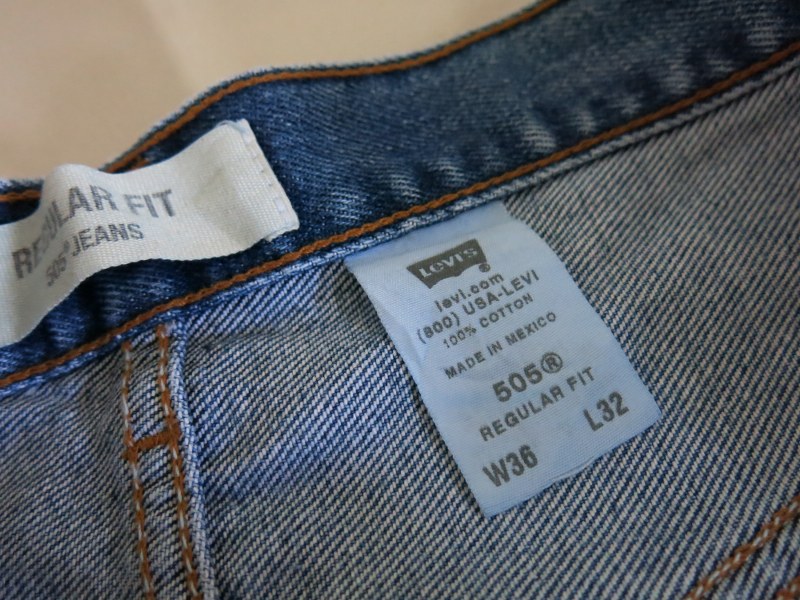 REGULAR FIT
505® JEANS
LEVI'S®
levi.com
(800) USA-LEVI
100% COTTON
MADE IN MEXICO
505®
REGULAR FIT
W36 L32